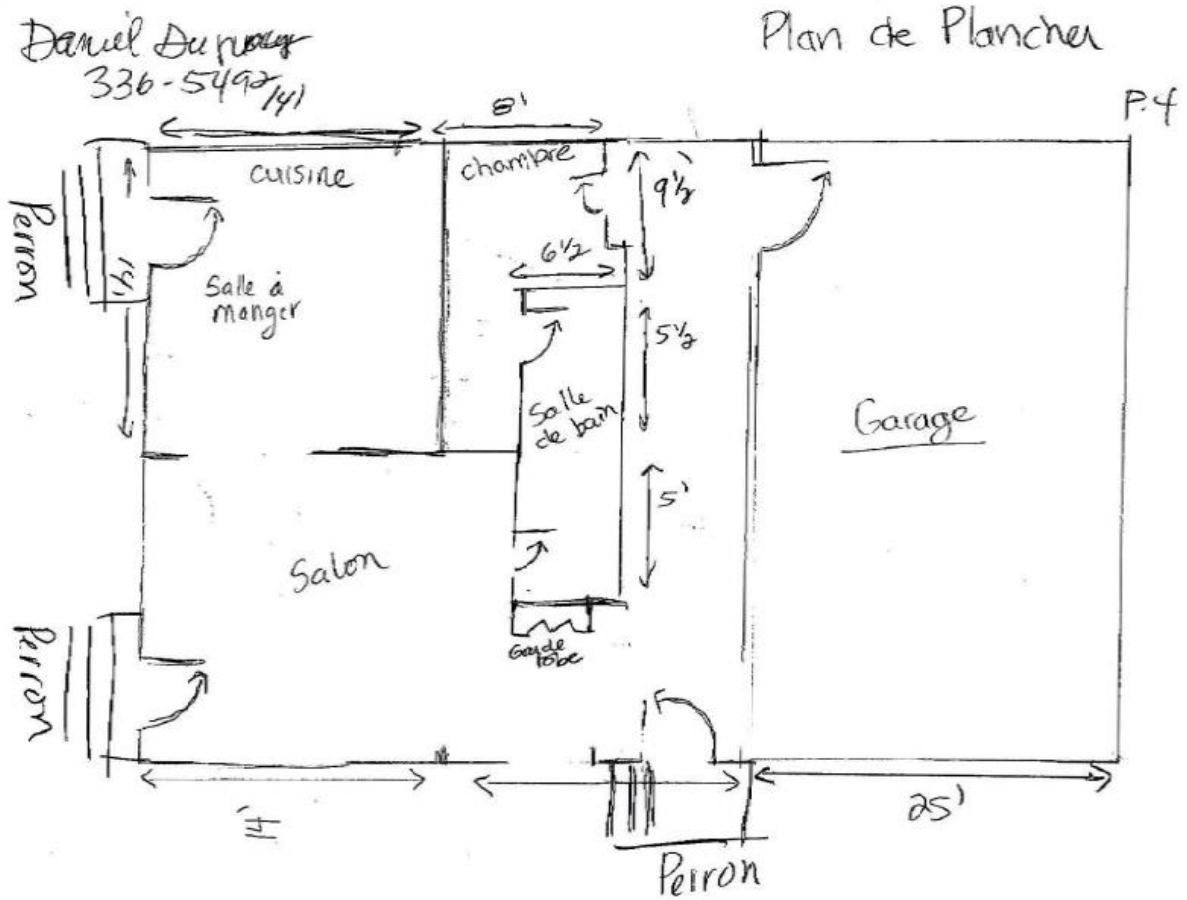 Daniel
Plan de Plancher
336-5492
P.4
14'
8'
cuisine
chambre
9½'
Perron
6½
14'
Salle à
manger
5½
Salle
de bain
Garage
5'
Salon
Perron
Garde
robe
14'
25'
Perron